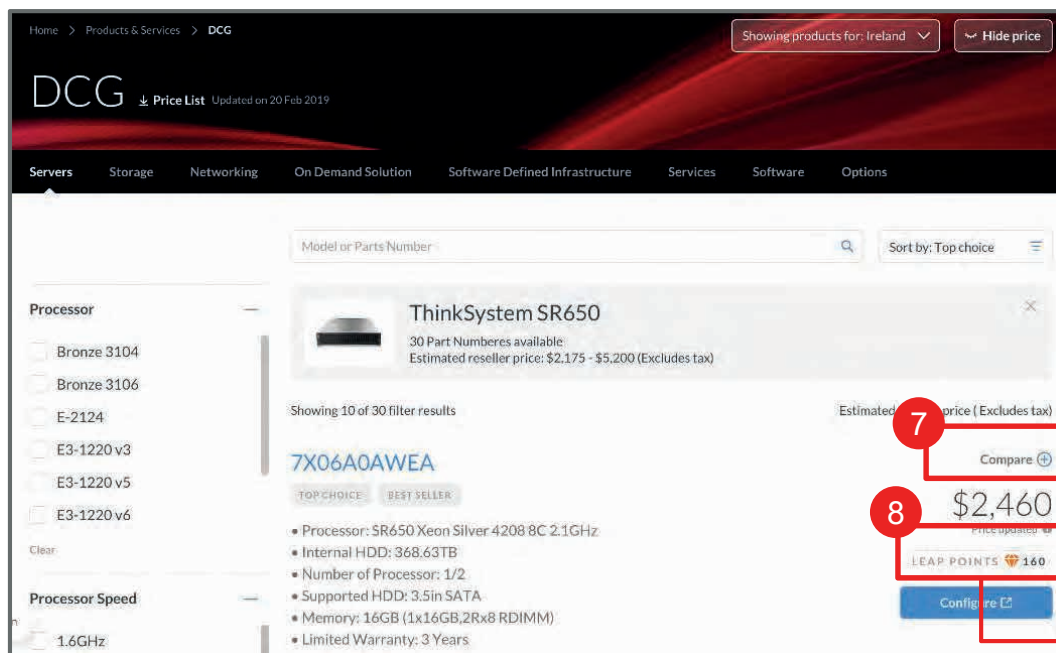 Home > Products & Services > DCG
Showing products for: Ireland
Hide price
DCG Price List Updated on 20 Feb 2019
Servers Storage Networking On Demand Solution Software Defined Infrastructure Services Software Options
Model or Parts Number
Sort by: Top choice
Processor
Bronze 3104
Bronze 3106
E-2124
E3-1220 v3
E3-1220 v5
E3-1220 v6
Clear
Processor Speed
1.6GHz
ThinkSystem SR650
30 Part Numberes available
Estimated reseller price: $2,175 - $5,200 (Excludes tax)
Showing 10 of 30 filter results
Estimated price ( Excludes tax)
7
7X06A0AWEA
Compare
TOP CHOICE BEST SELLER
$2,460
8
Price updated
LEAP POINTS 160
Configure
• Processor: SR650 Xeon Silver 4208 8C 2.1GHz
• Internal HDD: 368.63TB
• Number of Processor: 1/2
• Supported HDD: 3.5in SATA
• Memory: 16GB (1x16GB,2Rx8 RDIMM)
• Limited Warranty: 3 Years